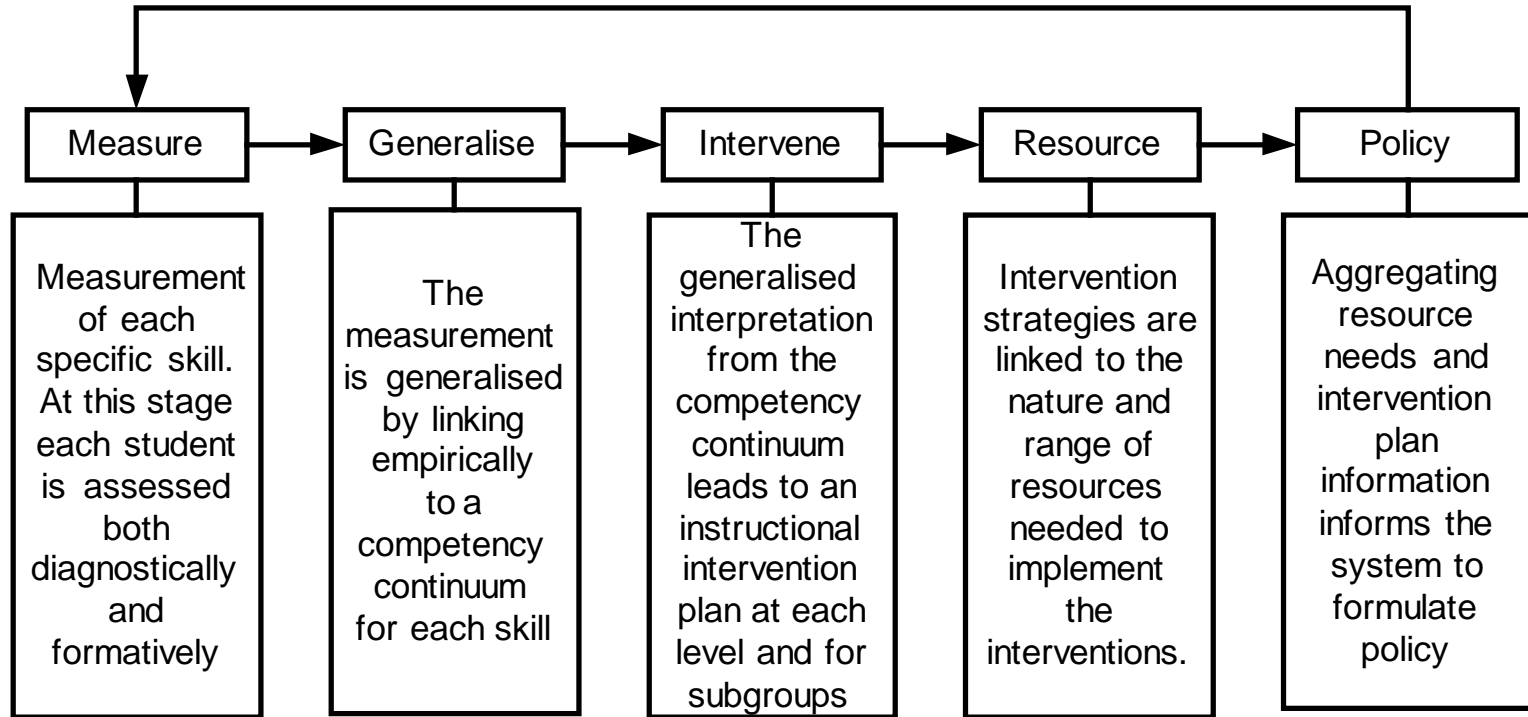 Measure
Generalise
Intervene
Resource
Policy
Measurement
of each
specific skill.
At this stage
each student
is assessed
both
diagnostically
and
formatively
The
measurement
is generalised
by linking
empirically
to a
competency
continuum
for each skill
The
generalised
interpretation
from the
competency
continuum
leads to an
instructional
intervention
plan at each
level and for
subgroups
Intervention
strategies are
linked to the
nature and
range of
resources
needed to
implement
the
interventions.
Aggregating
resource
needs and
intervention
plan
information
informs the
system to
formulate
policy